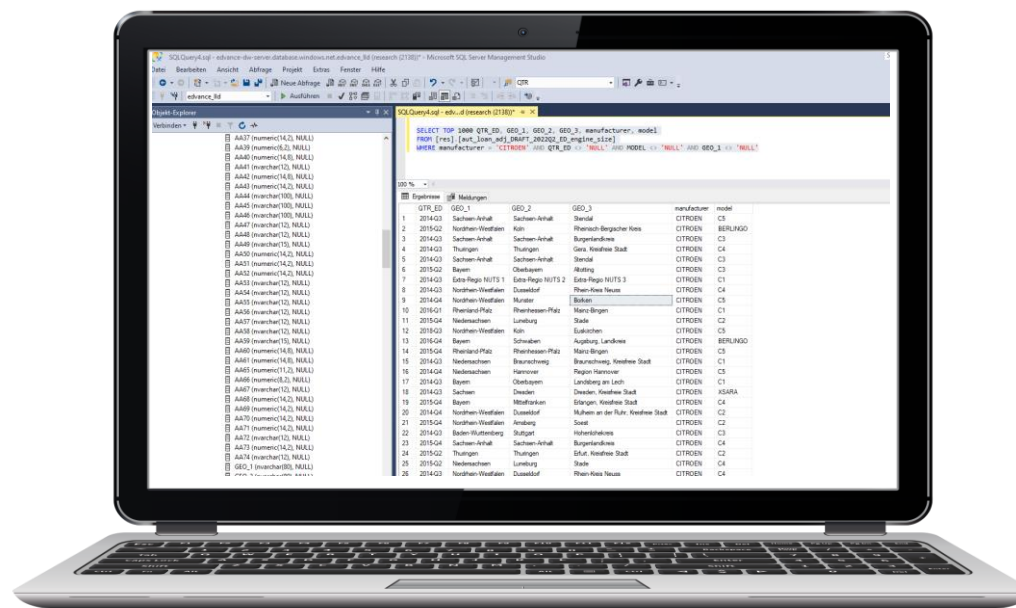 SQLQuery4.sql - edvance-dw-server.database.windows.net.edvance_lld (research (2138))* - Microsoft SQL Server Management Studio
Datei Bearbeiten Ansicht Abfrage Projekt Extras Fenster Hilfe
Neue Abfrage QTR
edvance_lld Ausführen
Objekt-Explorer
SQLQuery4.sql - edv...d (research (2138))*
Verbinden
AA37 (numeric(14,2), NULL)
AA39 (numeric(6,2), NULL)
AA40 (numeric(14,8), NULL)
AA41 (nvarchar(12), NULL)
AA42 (numeric(14,8), NULL)
AA43 (numeric(14,2), NULL)
AA44 (nvarchar(100), NULL)
AA45 (nvarchar(100), NULL)
AA46 (nvarchar(100), NULL)
AA47 (nvarchar(12), NULL)
AA48 (nvarchar(12), NULL)
AA49 (nvarchar(15), NULL)
AA50 (numeric(14,2), NULL)
AA51 (numeric(14,2), NULL)
AA52 (numeric(14,2), NULL)
AA53 (nvarchar(12), NULL)
AA54 (nvarchar(12), NULL)
AA55 (nvarchar(12), NULL)
AA56 (nvarchar(12), NULL)
AA57 (nvarchar(12), NULL)
AA58 (nvarchar(12), NULL)
AA59 (nvarchar(15), NULL)
AA60 (numeric(14,8), NULL)
AA61 (numeric(14,8), NULL)
AA65 (numeric(11,2), NULL)
AA66 (numeric(8,2), NULL)
AA67 (nvarchar(12), NULL)
AA68 (numeric(14,2), NULL)
AA69 (numeric(14,2), NULL)
AA70 (numeric(14,2), NULL)
AA71 (numeric(14,2), NULL)
AA72 (nvarchar(12), NULL)
AA73 (numeric(14,2), NULL)
AA74 (nvarchar(12), NULL)
GEO_1 (nvarchar(80), NULL)
SELECT TOP 1000 QTR_ED, GEO_1, GEO_2, GEO_3, manufacturer, model
FROM [res].[aut_loan_adj_DRAFT_2022Q2_ED_engine_size]
WHERE manufacturer = 'CITROEN' AND QTR_ED <> 'NULL' AND MODEL <> 'NULL' AND GEO_1 <> 'NULL'
100 %
Ergebnisse Meldungen
QTR_ED GEO_1 GEO_2 GEO_3 manufacturer model
1 2014-Q3 Sachsen-Anhalt Sachsen-Anhalt Stendal CITROEN C5
2 2015-Q2 Nordrhein-Westfalen Koln Rheinisch-Bergischer Kreis CITROEN BERLINGO
3 2014-Q3 Sachsen-Anhalt Sachsen-Anhalt Burgenlandkreis CITROEN C3
4 2014-Q3 Thuringen Thuringen Gera, Kreisfreie Stadt CITROEN C4
5 2014-Q3 Sachsen-Anhalt Sachsen-Anhalt Stendal CITROEN C3
6 2015-Q2 Bayern Oberbayern Altotting CITROEN C3
7 2014-Q3 Extra-Regio NUTS 1 Extra-Regio NUTS 2 Extra-Regio NUTS 3 CITROEN C1
8 2014-Q3 Nordrhein-Westfalen Dusseldorf Rhein-Kreis Neuss CITROEN C4
9 2014-Q4 Nordrhein-Westfalen Munster Borken CITROEN C5
10 2016-Q1 Rheinland-Pfalz Rheinhessen-Pfalz Mainz-Bingen CITROEN C1
11 2015-Q4 Niedersachsen Luneburg Stade CITROEN C2
12 2018-Q3 Nordrhein-Westfalen Koln Euskirchen CITROEN C5
13 2016-Q4 Bayern Schwaben Augsburg, Landkreis CITROEN BERLINGO
14 2015-Q4 Rheinland-Pfalz Rheinhessen-Pfalz Mainz-Bingen CITROEN C5
15 2014-Q3 Niedersachsen Braunschweig Braunschweig, Kreisfreie Stadt CITROEN C1
16 2014-Q4 Niedersachsen Hannover Region Hannover CITROEN C5
17 2014-Q3 Bayern Oberbayern Landsberg am Lech CITROEN C1
18 2014-Q3 Sachsen Dresden Dresden, Kreisfreie Stadt CITROEN XSARA
19 2015-Q4 Bayern Mittelfranken Erlangen, Kreisfreie Stadt CITROEN C4
20 2014-Q4 Nordrhein-Westfalen Dusseldorf Mulheim an der Ruhr, Kreisfreie Stadt CITROEN C2
21 2015-Q4 Nordrhein-Westfalen Arnsberg Soest CITROEN C2
22 2014-Q3 Baden-Wurttemberg Stuttgart Hohenlohekreis CITROEN C3
23 2015-Q4 Sachsen-Anhalt Sachsen-Anhalt Burgenlandkreis CITROEN C4
24 2015-Q2 Thuringen Thuringen Erfurt, Kreisfreie Stadt CITROEN C2
25 2015-Q2 Niedersachsen Luneburg Stade CITROEN C4
26 2014-Q3 Nordrhein-Westfalen Dusseldorf Rhein-Kreis Neuss CITROEN C4